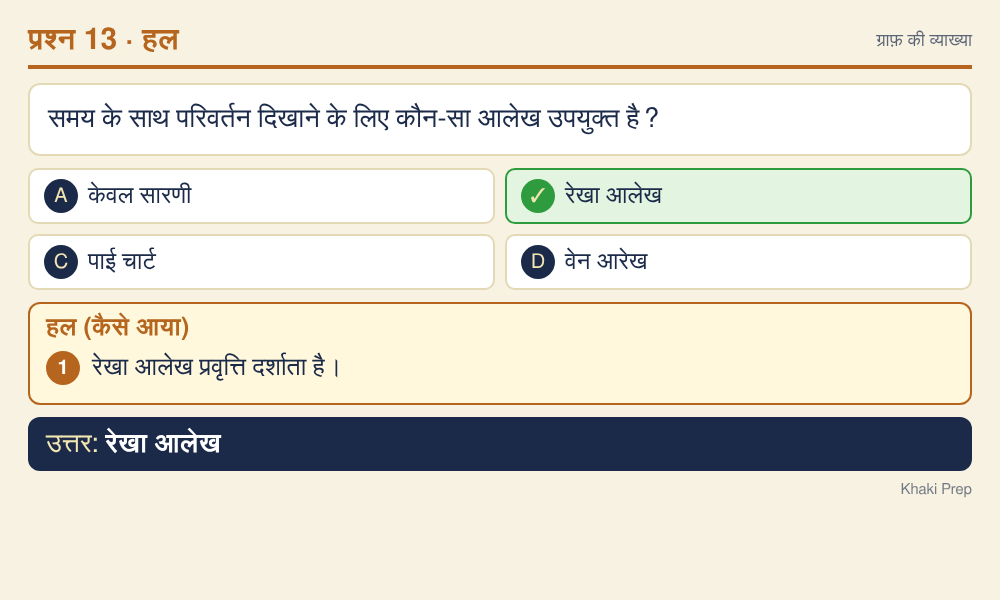 प्रश्न 13 · हल
ग्राफ़ की व्याख्या
समय के साथ परिवर्तन दिखाने के लिए कौन-सा आलेख उपयुक्त है ?
A केवल सारणी
✓ रेखा आलेख
C पाई चार्ट
D वेन आरेख
हल (कैसे आया)
1 रेखा आलेख प्रवृत्ति दर्शाता है ।
उत्तर: रेखा आलेख
Khaki Prep